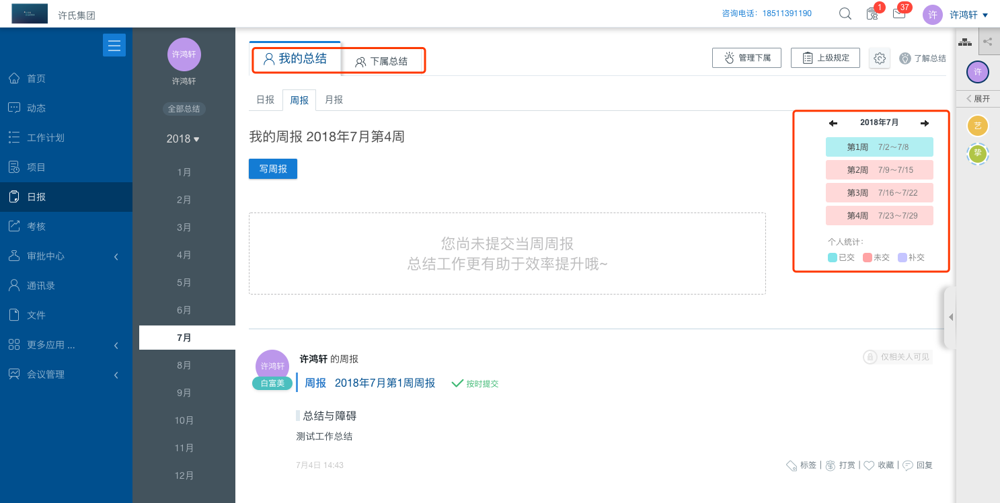 许氏集团
咨询电话：18511391190
1
37
许
许鸿轩
首页
动态
工作计划
项目
日报
考核
审批中心
通讯录
文件
更多应用 ...
会议管理
许鸿轩
许鸿轩
全部总结
2018
1月
2月
3月
4月
5月
6月
7月
8月
9月
10月
11月
12月
我的总结
下属总结
管理下属
上级规定
了解总结
日报
周报
月报
我的周报 2018年7月第4周
写周报
2018年7月
第1周 7/2～7/8
第2周 7/9～7/15
第3周 7/16～7/22
第4周 7/23～7/29
个人统计：
已交 未交 补交
您尚未提交当周周报
总结工作更有助于效率提升哦~
许鸿轩
白富美
许鸿轩 的周报
仅相关人可见
周报 2018年7月第1周周报
按时提交
总结与障碍
测试工作总结
7月4日 14:43
标签 | 打赏 | 收藏 | 回复
许
展开
艺
挚